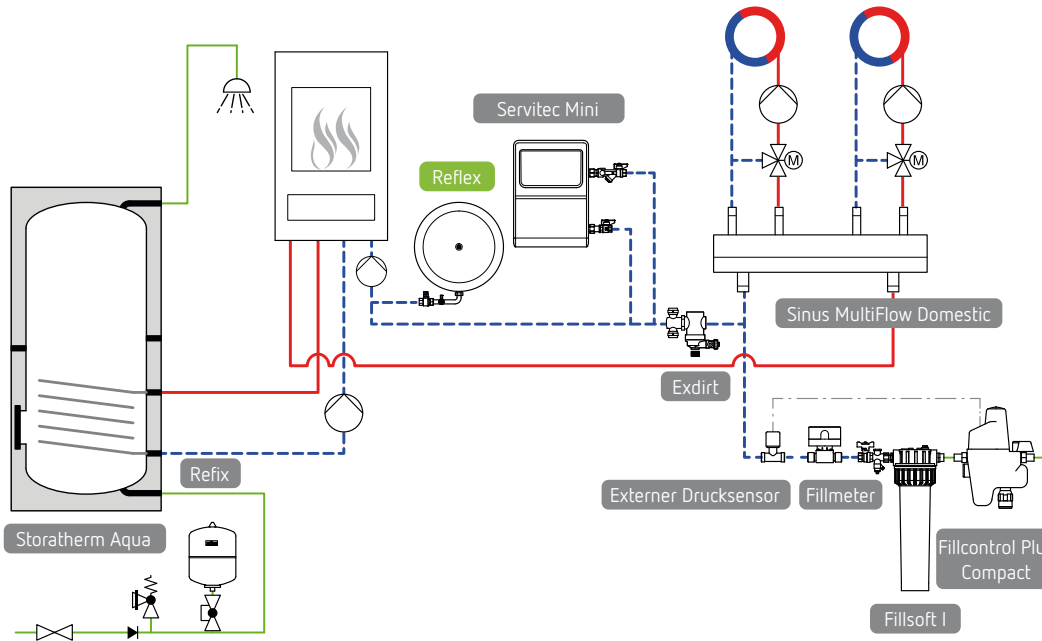 Servitec Mini
Reflex
M
M
Sinus MultiFlow Domestic
Exdirt
Refix
Externer Drucksensor
Fillmeter
Storatherm Aqua
Fillcontrol Plu
Compact
Fillsoft I